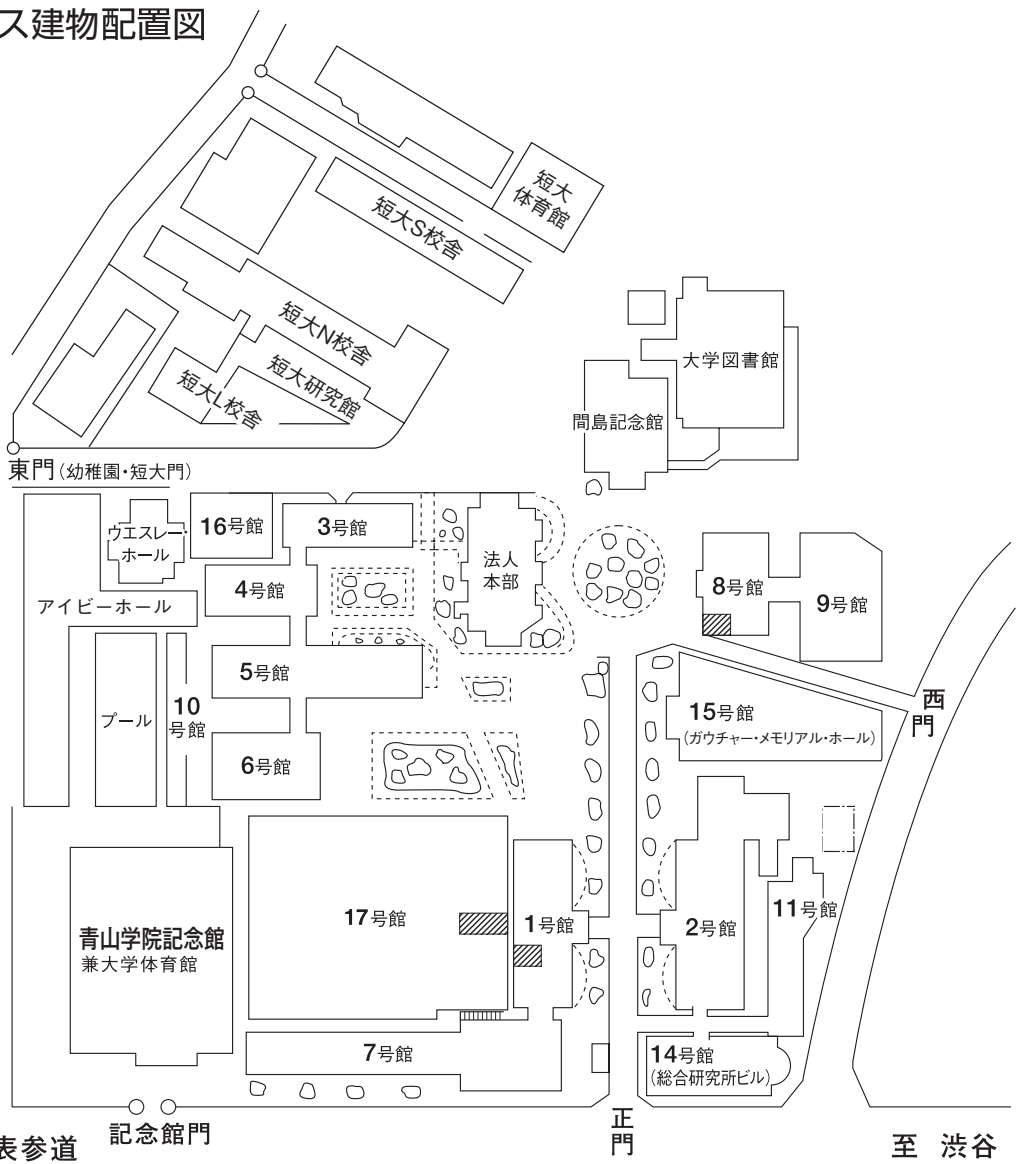 ス建物配置図
短大
体育館
短大S校舎
短大N校舎
短大研究館
短大L校舎
大学図書館
間島記念館
東門(幼稚園・短大門)
ウエスレー
ホール
16号館
3号館
法人
本部
4号館
アイビーホール
8号館
9号館
5号館
プール
10
号館
6号館
15号館
(ガウチャー・メモリアル・ホール)
西
門
17号館
1号館
2号館
11号館
青山学院記念館
兼大学体育館
7号館
14号館
(総合研究所ビル)
記念館門
正
門
表参道
至 渋谷